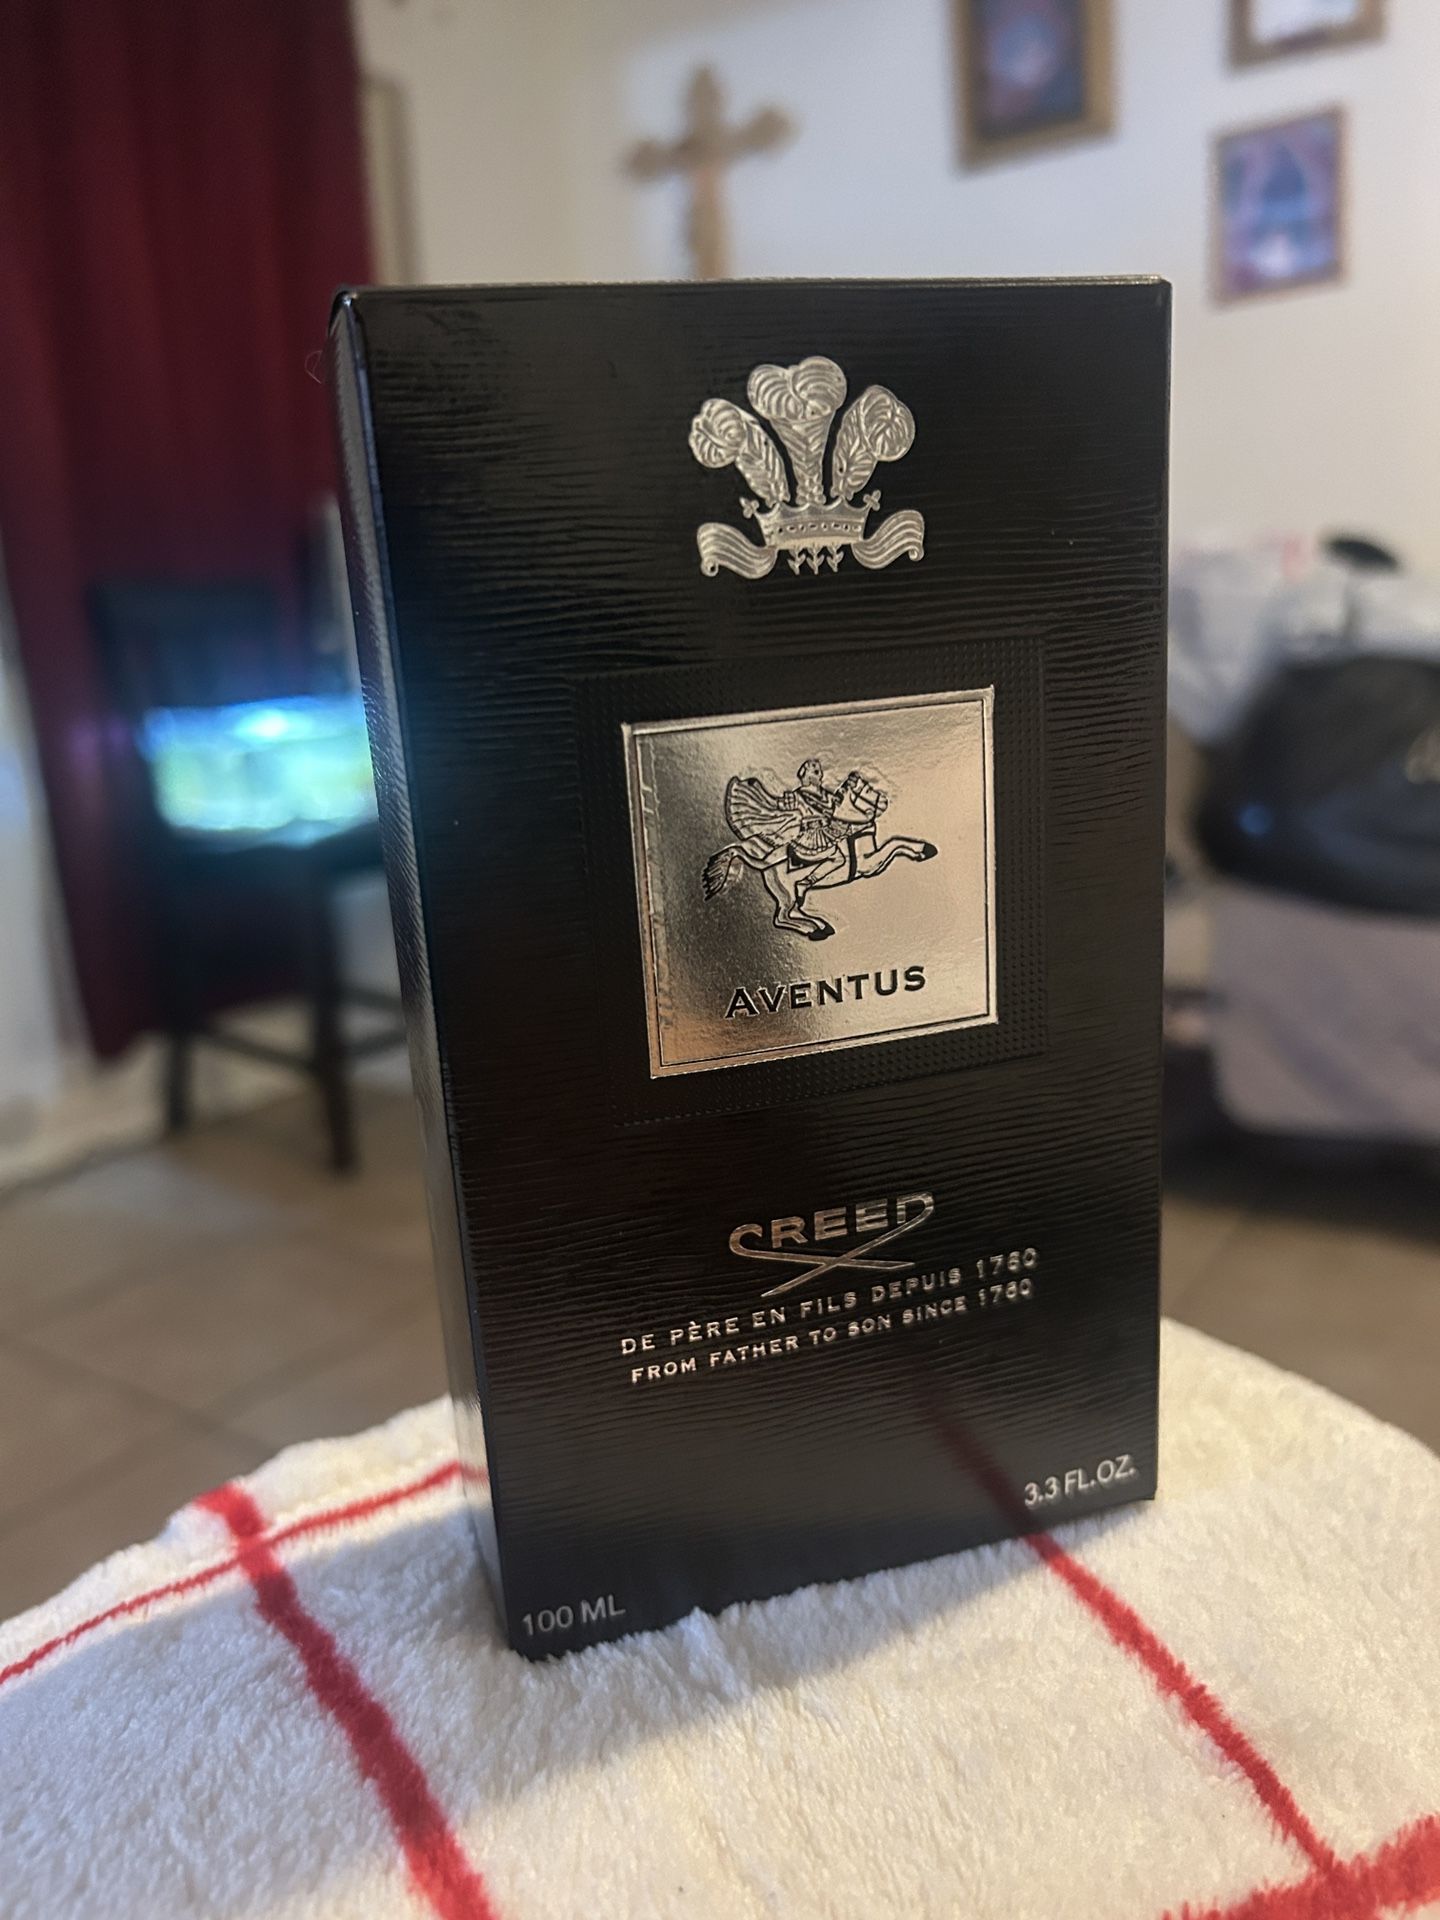 AVENTUS
CREED
DE PÈRE EN FILS DEPUIS 1760
FROM FATHER TO SON SINCE 1760
3.3 FL.OZ.
100 ML